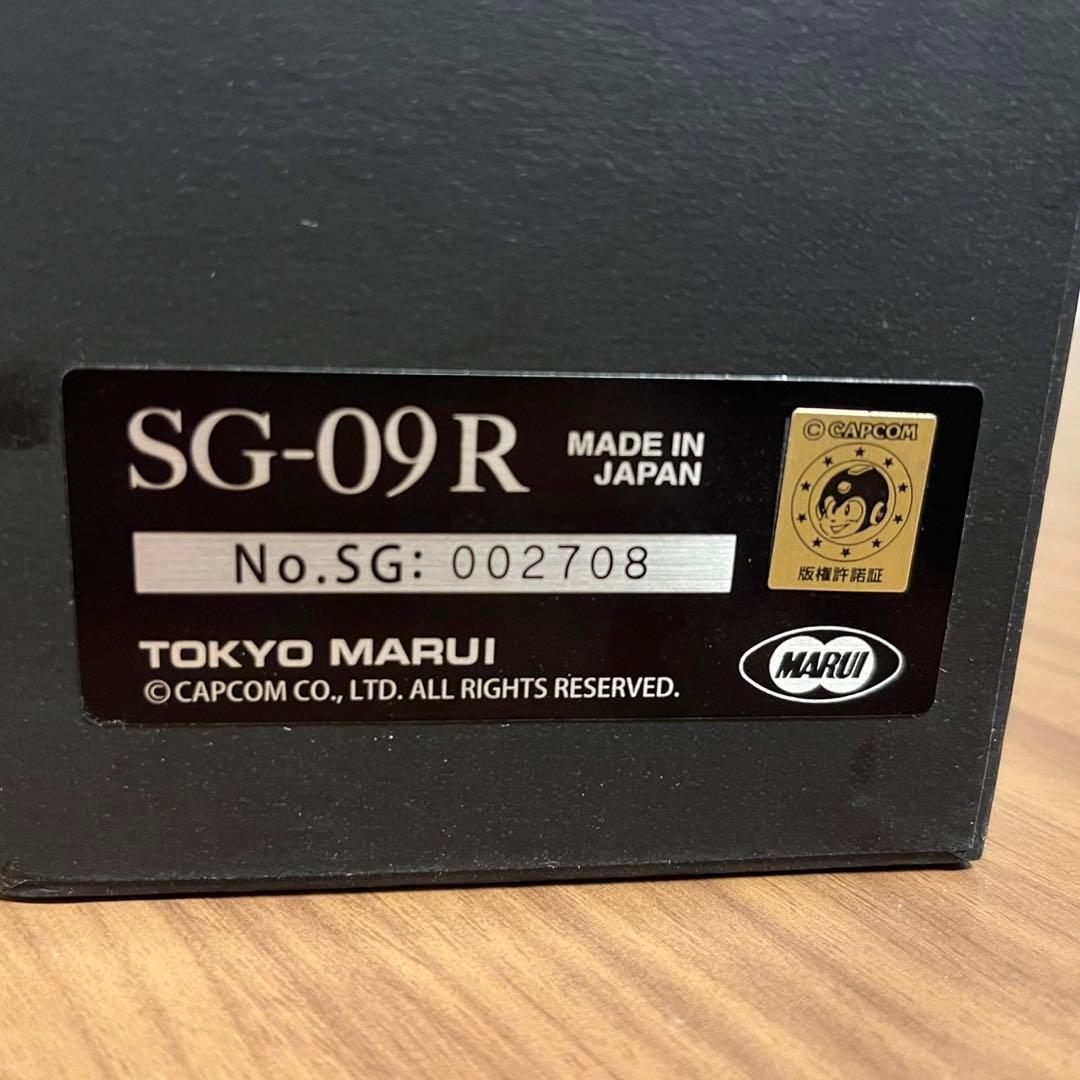 SG-09 R
MADE IN
JAPAN
© CAPCOM
版権許諾証
No.SG: 002708
TOKYO MARUI
© CAPCOM CO., LTD. ALL RIGHTS RESERVED.
MARUI